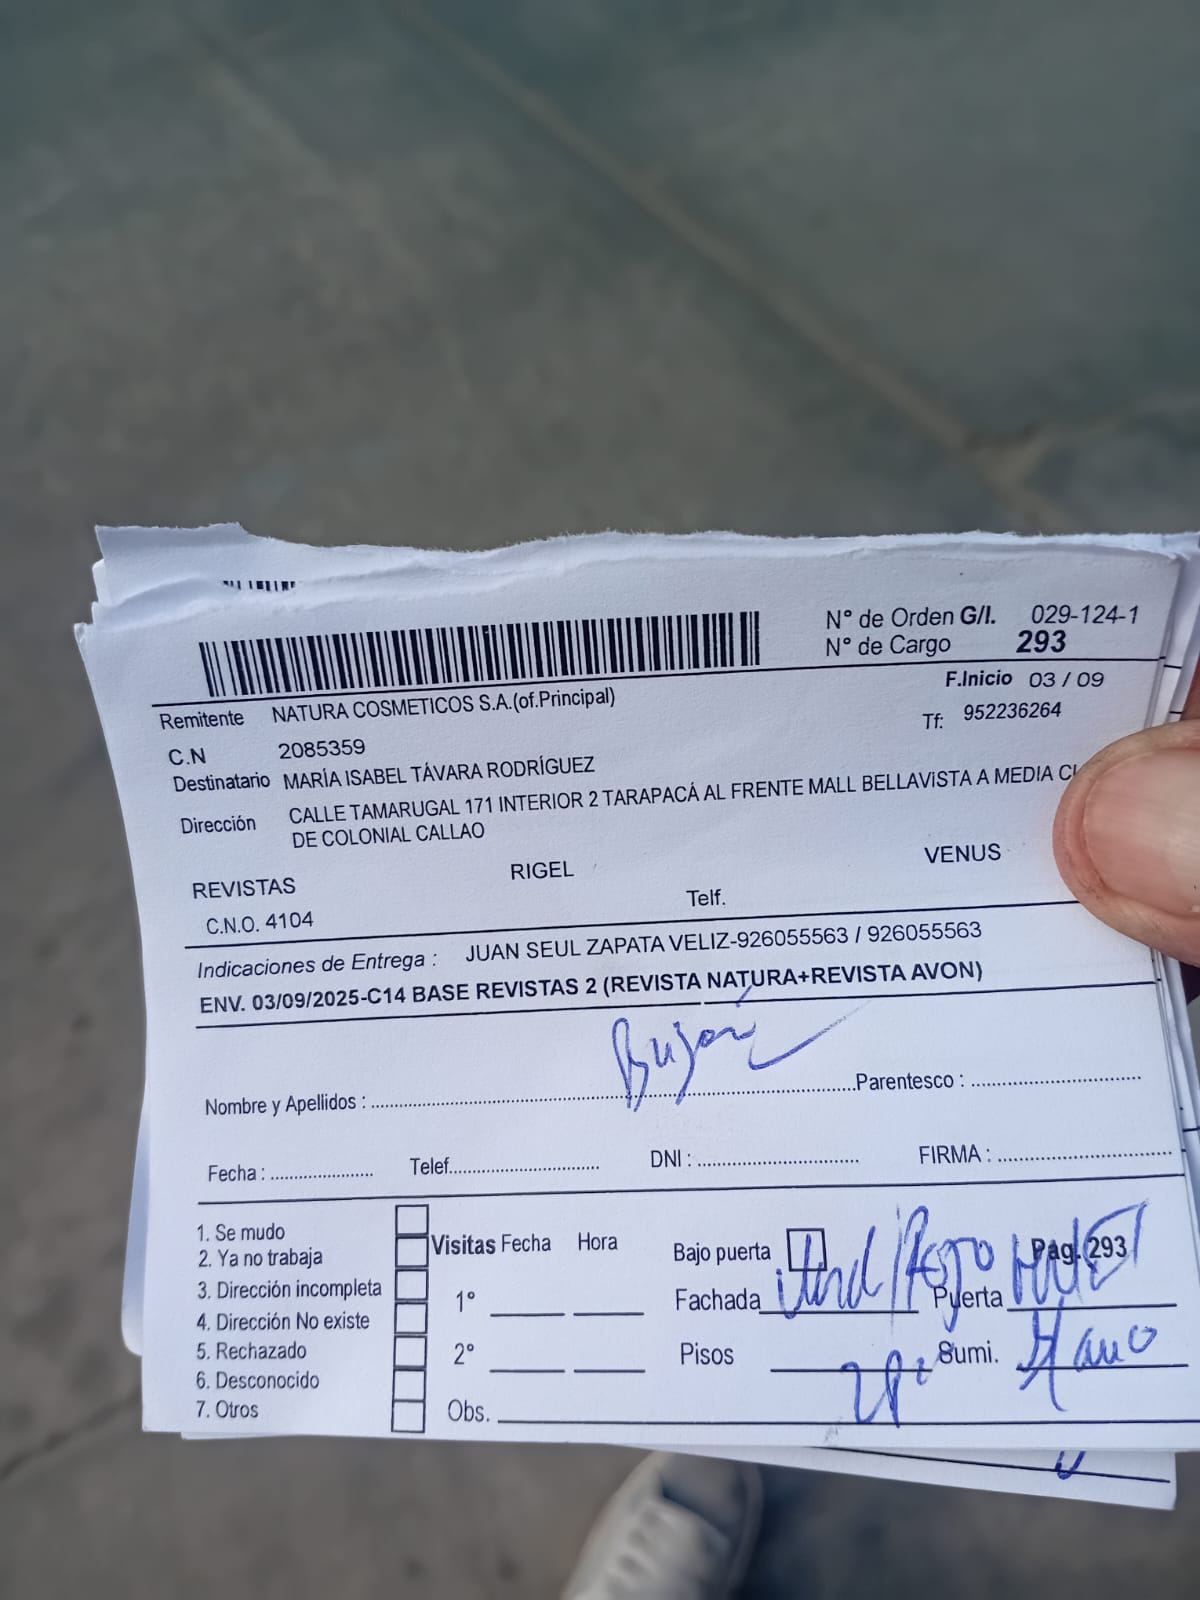 N° de Orden G/I. 029-124-1
N° de Cargo 293
F.Inicio 03 / 09
Remitente NATURA COSMETICOS S.A.(of.Principal)
Tf: 952236264
C.N 2085359
Destinatario MARÍA ISABEL TÁVARA RODRÍGUEZ
Dirección CALLE TAMARUGAL 171 INTERIOR 2 TARAPACÁ AL FRENTE MALL BELLAVISTA A MEDIA
DE COLONIAL CALLAO
REVISTAS RIGEL VENUS
C.N.O. 4104 Telf.
Indicaciones de Entrega : JUAN SEUL ZAPATA VELIZ-926055563 / 926055563
ENV. 03/09/2025-C14 BASE REVISTAS 2 (REVISTA NATURA+REVISTA AVON)
Nombre y Apellidos : Parentesco :
Fecha : Telef. DNI : FIRMA :
1. Se mudo
2. Ya no trabaja
3. Dirección incompleta
4. Dirección No existe
5. Rechazado
6. Desconocido
7. Otros
Visitas Fecha Hora
1°
2°
Obs.
Bajo puerta Pag. 293
Fachada Rojo Puerta
Pisos 2P Sumi.